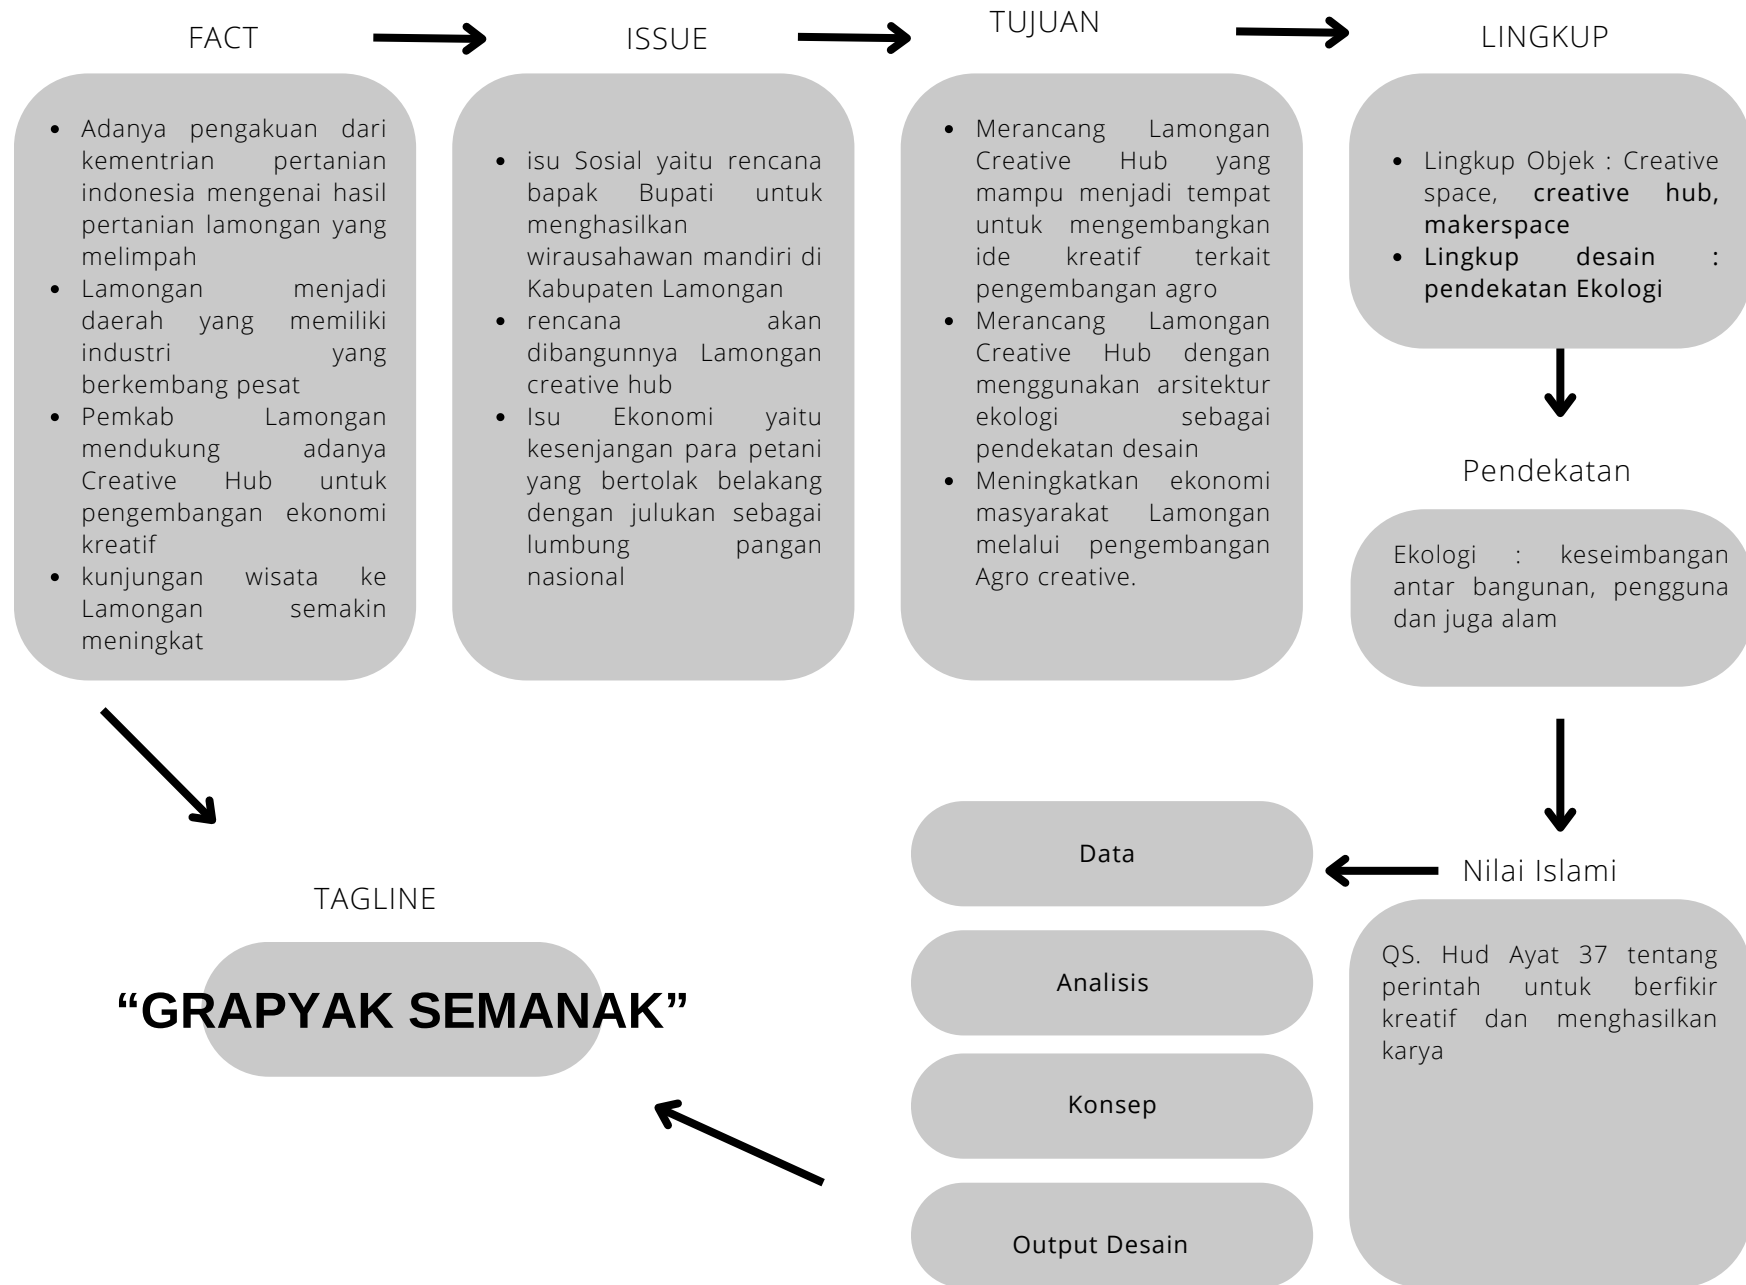 FACT
Adanya pengakuan dari
kementrian pertanian
indonesia mengenai hasil
pertanian lamongan yang
melimpah
Lamongan menjadi
daerah yang memiliki
industri yang
berkembang pesat
Pemkab Lamongan
mendukung adanya
Creative Hub untuk
pengembangan ekonomi
kreatif
kunjungan wisata ke
Lamongan semakin
meningkat
ISSUE
isu Sosial yaitu rencana
bapak Bupati untuk
menghasilkan
wirausahawan mandiri di
Kabupaten Lamongan
rencana akan
dibangunnya Lamongan
creative hub
Isu Ekonomi yaitu
kesenjangan para petani
yang bertolak belakang
dengan julukan sebagai
lumbung pangan
nasional
TUJUAN
Merancang Lamongan
Creative Hub yang
mampu menjadi tempat
untuk mengembangkan
ide kreatif terkait
pengembangan agro
Merancang Lamongan
Creative Hub dengan
menggunakan arsitektur
ekologi sebagai
pendekatan desain
Meningkatkan ekonomi
masyarakat Lamongan
melalui pengembangan
Agro creative.
LINGKUP
Lingkup Objek : Creative
space, creative hub,
makerspace
Lingkup desain :
pendekatan Ekologi
Pendekatan
Ekologi : keseimbangan
antar bangunan, pengguna
dan juga alam
Nilai Islami
QS. Hud Ayat 37 tentang
perintah untuk berfikir
kreatif dan menghasilkan
karya
Data
Analisis
Konsep
Output Desain
TAGLINE
“GRAPYAK SEMANAK”